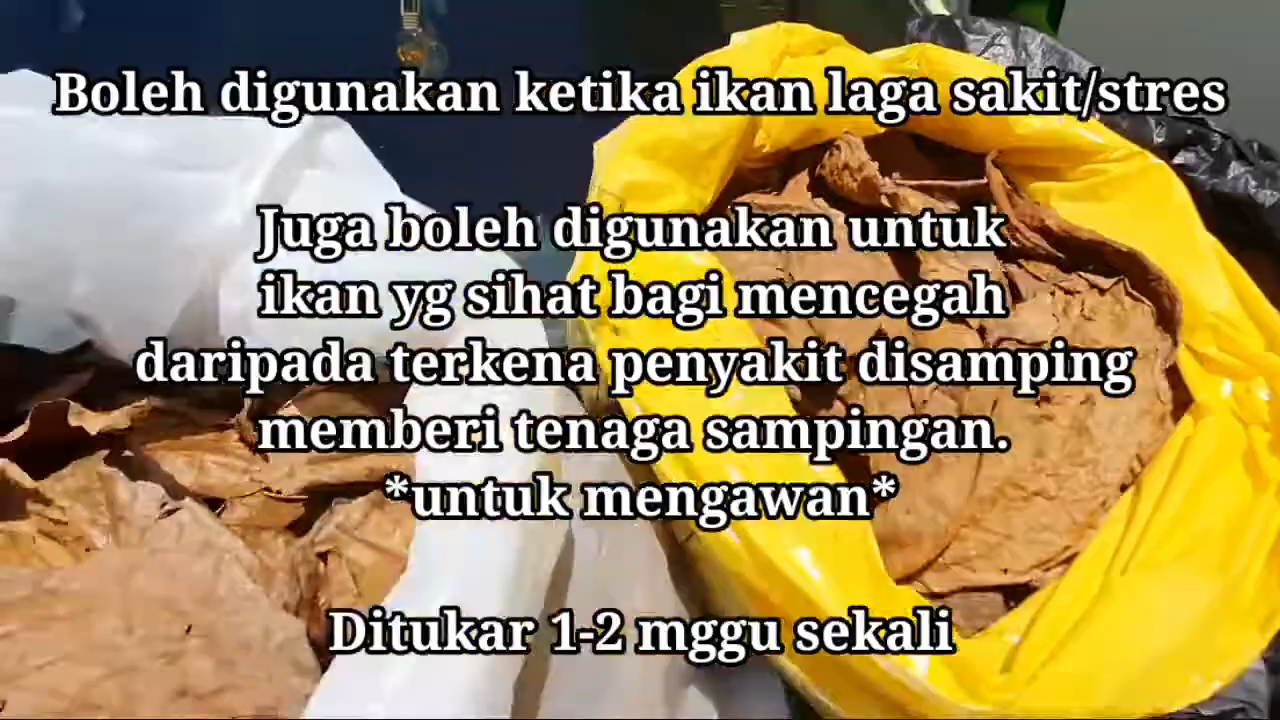 Boleh digunakan ketika ikan laga sakit/stres
Juga boleh digunakan untuk
ikan yg sihat bagi mencegah
daripada terkena penyakit disamping
memberi tenaga sampingan.
*untuk mengawan*
Ditukar 1-2 mggu sekali